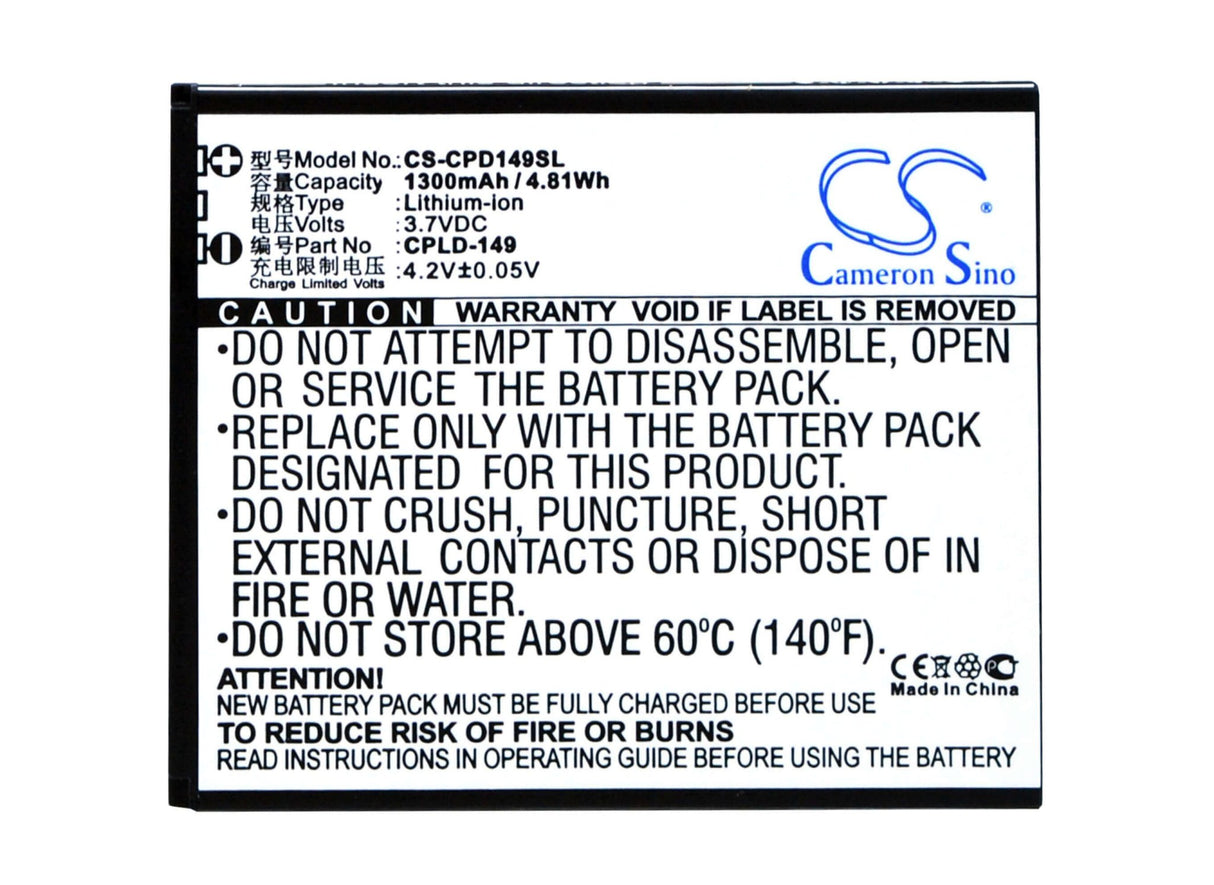 型号Model No.: CS-CPD149SL
容量Capacity 1300mAh / 4.81Wh
规格Type :Lithium-ion
电压Volts :3.7VDC
编号Part No :CPLD-149
充电限制电压 :4.2V±0.05V
Charge Limited Volts
CS ®
Cameron Sino
CAUTION WARRANTY VOID IF LABEL IS REMOVED
•DO NOT ATTEMPT TO DISASSEMBLE, OPEN
OR SERVICE THE BATTERY PACK.
•REPLACE ONLY WITH THE BATTERY PACK
DESIGNATED FOR THIS PRODUCT.
•DO NOT CRUSH, PUNCTURE, SHORT
EXTERNAL CONTACTS OR DISPOSE OF IN
FIRE OR WATER.
•DO NOT STORE ABOVE 60°C (140°F).
CE
Made In China
ATTENTION!
NEW BATTERY PACK MUST BE FULLY CHARGED BEFORE USE
TO REDUCE RISK OF FIRE OR BURNS
READ INSTRUCTIONS IN OPERATING GUIDE BEFORE USING THE BATTERY